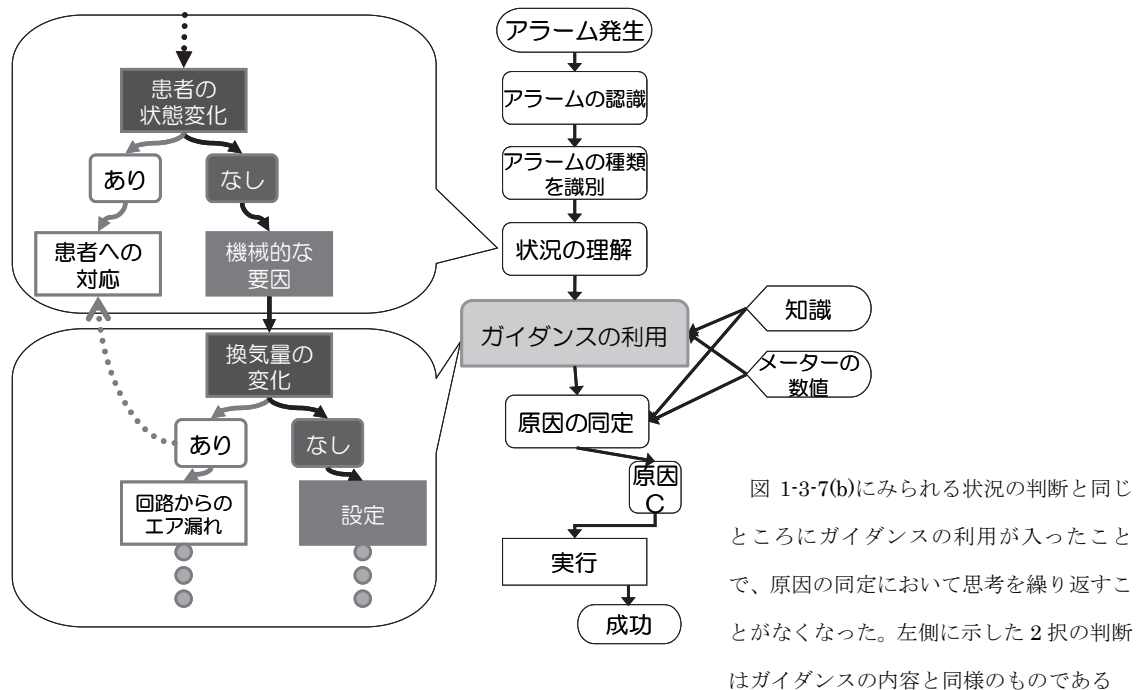 患者の
状態変化
あり
なし
患者への
対応
機械的な
要因
換気量の
変化
あり
なし
回路からの
エア漏れ
設定
アラーム発生
アラームの認識
アラームの種類
を識別
状況の理解
ガイダンスの利用
知識
メーターの
数値
原因の同定
原因
C
実行
成功
図 1-3-7(b)にみられる状況の判断と同じ
ところにガイダンスの利用が入ったこと
で、原因の同定において思考を繰り返すこ
とがなくなった。左側に示した 2 択の判断
はガイダンスの内容と同様のものである